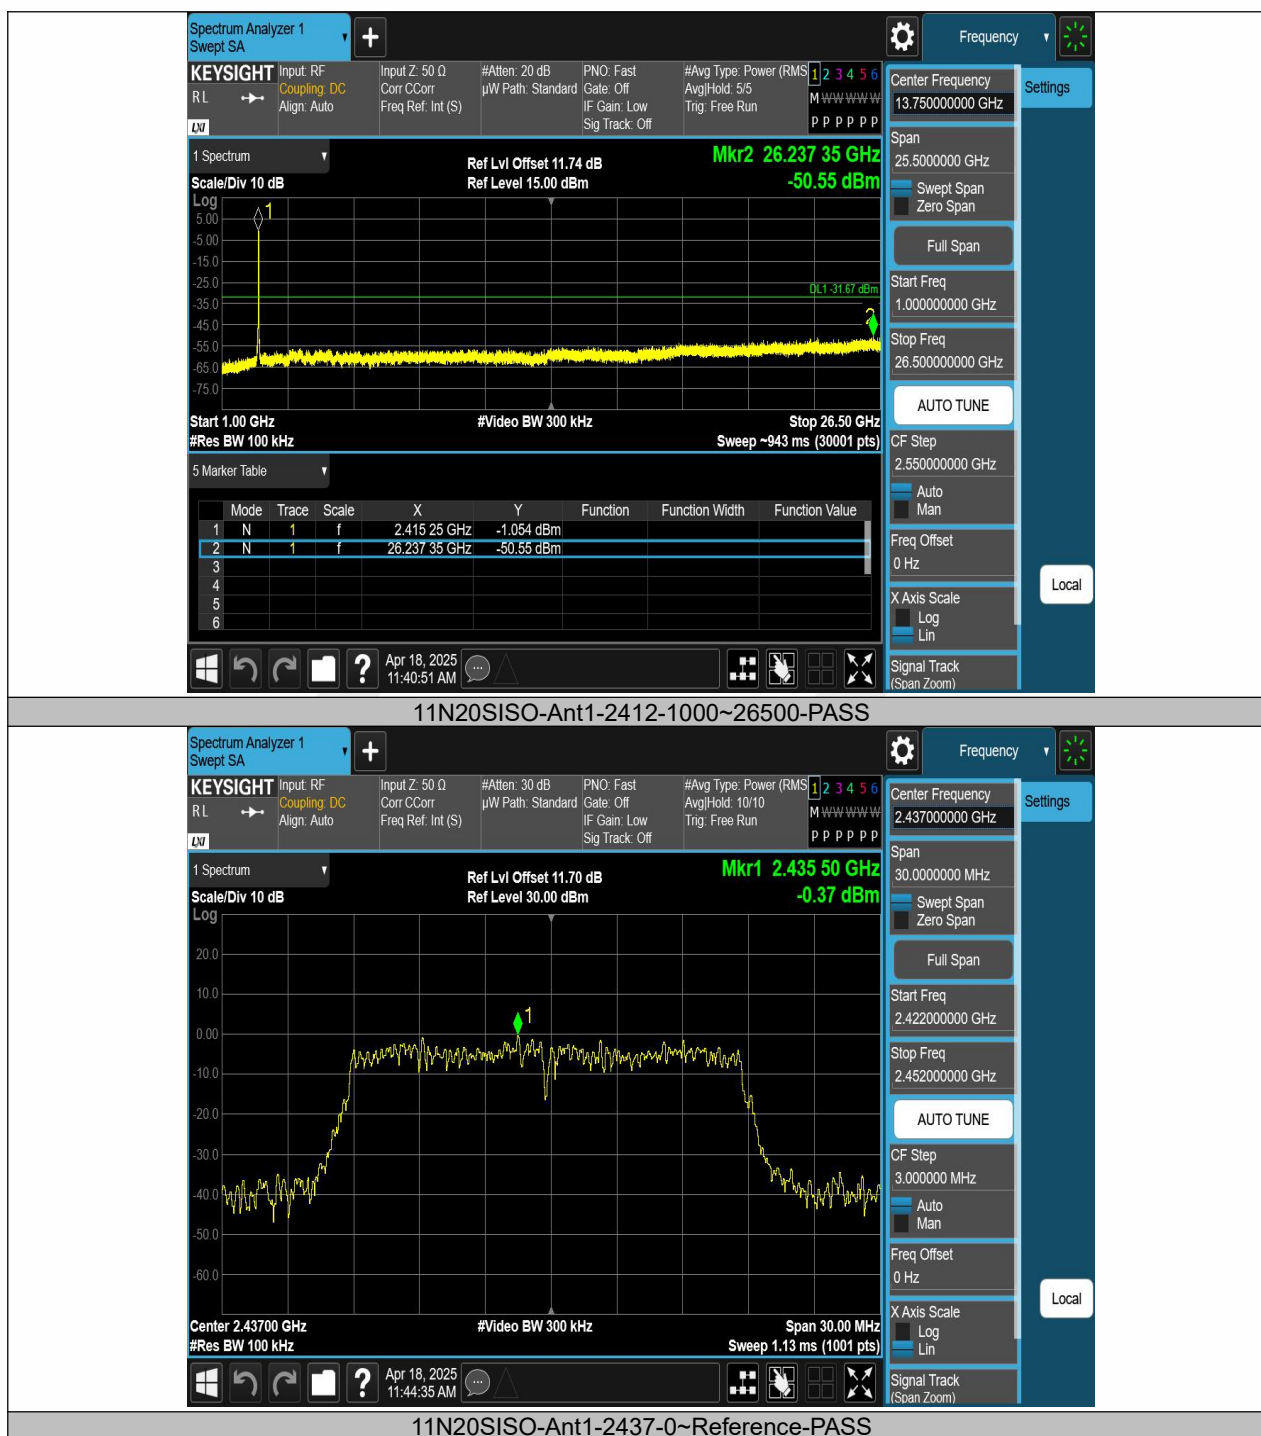 Spectrum Analyzer 1
Swept SA
+
Frequency
KEYSIGHT
R L
LXI
Input: RF
Coupling: DC
Align: Auto
Input Z: 50 Ω
Corr CCorr
Freq Ref: Int (S)
#Atten: 20 dB
µW Path: Standard
PNO: Fast
Gate: Off
IF Gain: Low
Sig Track: Off
#Avg Type: Power (RMS
Avg|Hold: 5/5
Trig: Free Run
1 2 3 4 5 6
M W W W W W
P P P P P P
Center Frequency
13.750000000 GHz
Settings
Span
25.5000000 GHz
Swept Span
Zero Span
Full Span
Start Freq
1.000000000 GHz
Stop Freq
26.500000000 GHz
AUTO TUNE
CF Step
2.550000000 GHz
Auto
Man
Freq Offset
0 Hz
X Axis Scale
Log
Lin
Signal Track
(Span Zoom)
Local
1 Spectrum
Scale/Div 10 dB
Ref Lvl Offset 11.74 dB
Ref Level 15.00 dBm
Mkr2 26.237 35 GHz
-50.55 dBm
Log
5.00
-5.00
-15.0
-25.0
-35.0
-45.0
-55.0
-65.0
-75.0
1
DL1 -31.67 dBm
2
Start 1.00 GHz
#Res BW 100 kHz
#Video BW 300 kHz
Stop 26.50 GHz
Sweep ~943 ms (30001 pts)
5 Marker Table
Mode Trace Scale X Y Function Function Width Function Value
1 N 1 f 2.415 25 GHz -1.054 dBm
2 N 1 f 26.237 35 GHz -50.55 dBm
3
4
5
6
?
Apr 18, 2025
11:40:51 AM
11N20SISO-Ant1-2412-1000~26500-PASS
Spectrum Analyzer 1
Swept SA
+
Frequency
KEYSIGHT
R L
LXI
Input: RF
Coupling: DC
Align: Auto
Input Z: 50 Ω
Corr CCorr
Freq Ref: Int (S)
#Atten: 30 dB
µW Path: Standard
PNO: Fast
Gate: Off
IF Gain: Low
Sig Track: Off
#Avg Type: Power (RMS
Avg|Hold: 10/10
Trig: Free Run
1 2 3 4 5 6
M W W W W W
P P P P P P
Center Frequency
2.437000000 GHz
Settings
Span
30.0000000 MHz
Swept Span
Zero Span
Full Span
Start Freq
2.422000000 GHz
Stop Freq
2.452000000 GHz
AUTO TUNE
CF Step
3.000000 MHz
Auto
Man
Freq Offset
0 Hz
X Axis Scale
Log
Lin
Signal Track
(Span Zoom)
Local
1 Spectrum
Scale/Div 10 dB
Ref Lvl Offset 11.70 dB
Ref Level 30.00 dBm
Mkr1 2.435 50 GHz
-0.37 dBm
Log
20.0
10.0
0.00
-10.0
-20.0
-30.0
-40.0
-50.0
-60.0
1
Center 2.43700 GHz
#Res BW 100 kHz
#Video BW 300 kHz
Span 30.00 MHz
Sweep 1.13 ms (1001 pts)
?
Apr 18, 2025
11:44:35 AM
11N20SISO-Ant1-2437-0~Reference-PASS